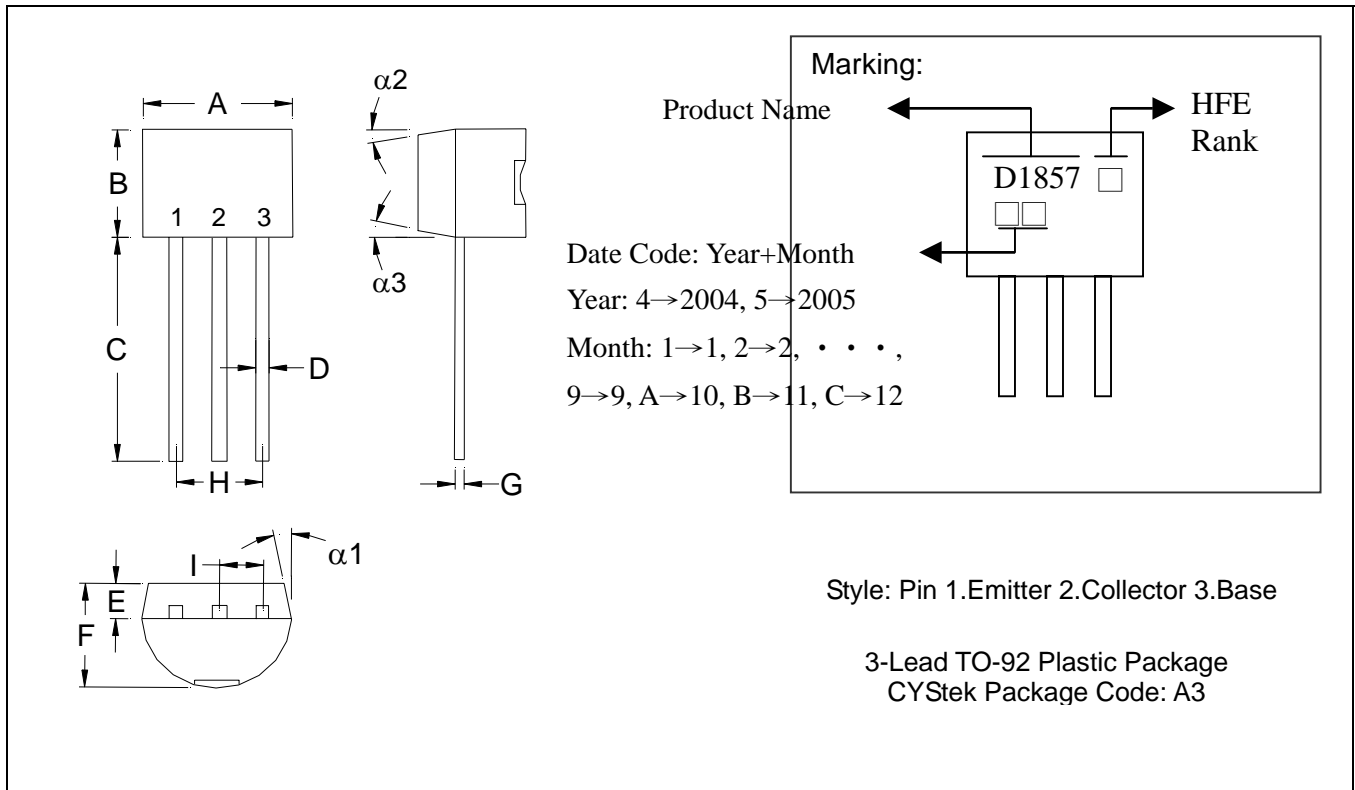 α2
A
B
1 2 3
α3
C
D
H
G
I
α1
E
F
Marking:
Product Name
HFE
Rank
D1857 □
□□
Date Code: Year+Month
Year: 4→2004, 5→2005
Month: 1→1, 2→2, ・・・,
9→9, A→10, B→11, C→12
Style: Pin 1.Emitter 2.Collector 3.Base
3-Lead TO-92 Plastic Package
CYStek Package Code: A3